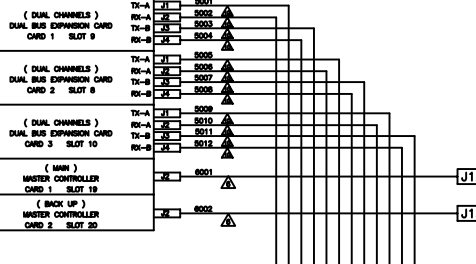 TX-A J1 5001
( DUAL CHANNELS ) RX-A J2 5002
DUAL BUS EXPANSION CARD TX-B J3 5003
CARD 1 SLOT 9 RX-B J4 5004
TX-A J1 5005
( DUAL CHANNELS ) RX-A J2 5006
DUAL BUS EXPANSION CARD TX-B J3 5007
CARD 2 SLOT 8 RX-B J4 5008
TX-A J1 5009
( DUAL CHANNELS ) RX-A J2 5010
DUAL BUS EXPANSION CARD TX-B J3 5011
CARD 3 SLOT 10 RX-B J4 5012
( MAIN )
MASTER CONTROLLER J2 6001 J1
CARD 1 SLOT 19
( BACK UP )
MASTER CONTROLLER J2 6002 J1
CARD 2 SLOT 20